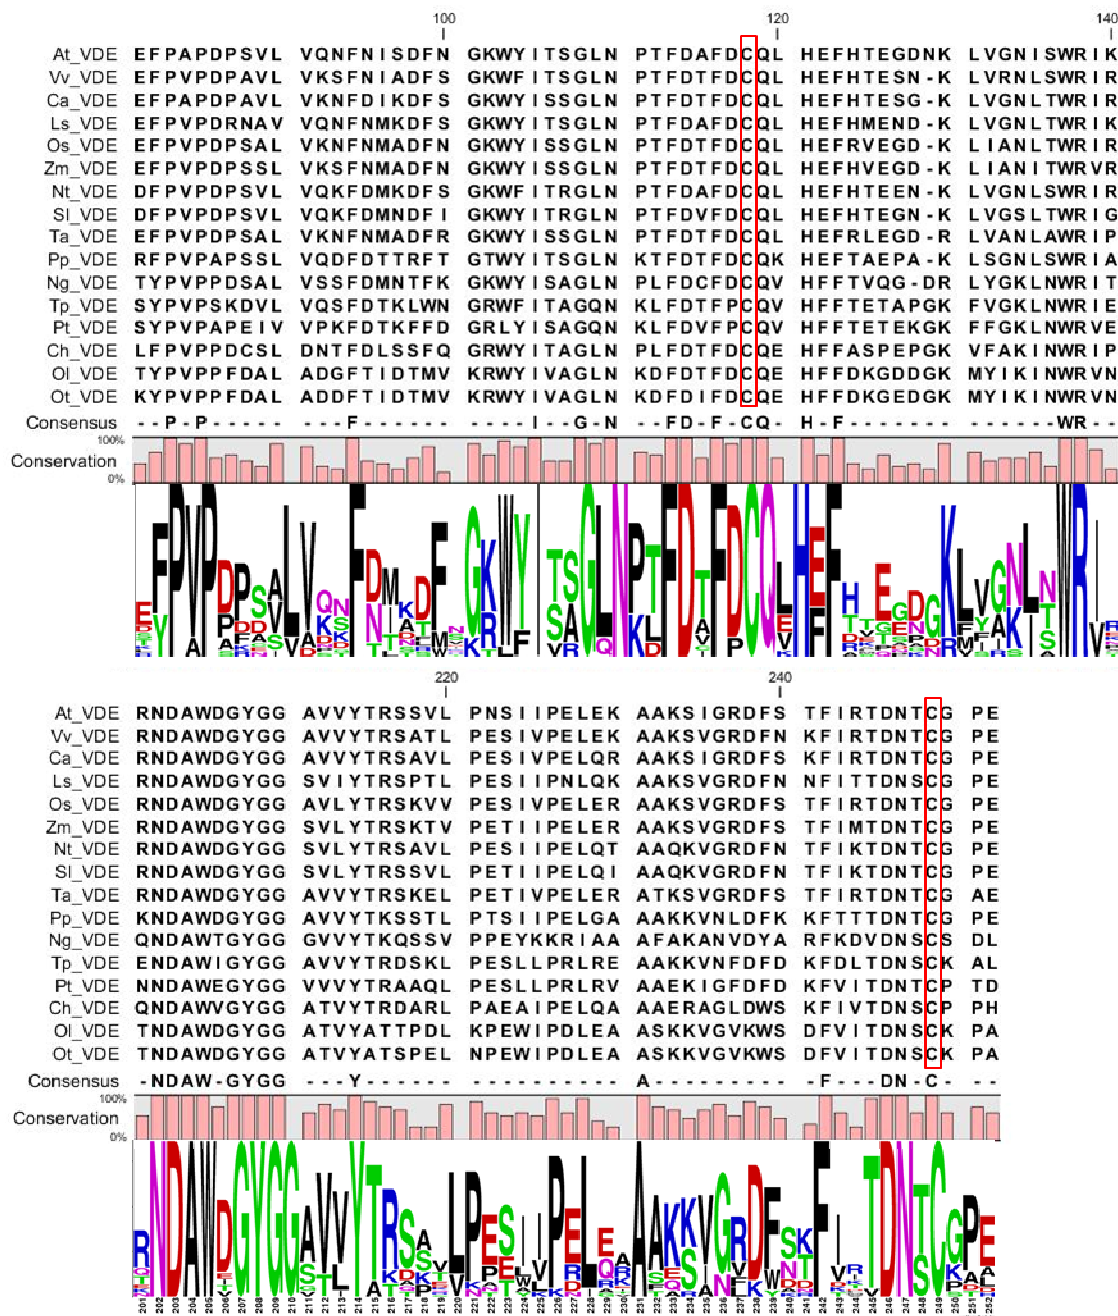 100 120 140
At_VDE EFPAPDPSVL VQNFNISDFN GKWYITSGLN PTFDAFDCQL HEFHTEGDNK LVGNISWRIK
Vv_VDE EFPVPDPSVL VKSFNIADFS GKWFITSGLN PTFDTFDCQL HEFHTESN-K LVRNLSWRIR
Ca_VDE EFPAPDPAVL VKNFDIKDFS GKWYISSGLN PTFDTFDCQL HEFHTESG-K LVGNLTWRIR
Ls_VDE EFPVPDRNAV VQNFNMKDFS GKWYISSGLN PTFDAFDCQL HEFHMEND-K LVGNLTWRIK
Os_VDE EFPVPDPSAL VKNFNMADFN GKWYISSGLN PTFDTFDCQL HEFRVEGD-K LIANLTWRIR
Zm_VDE EFPVPDPSSL VKSFNMADFN GKWYISSGLN PTFDTFDCQL HEFHVEGD-K LIANITWRVR
Nt_VDE DFPVPDPSVL VQKFDMKDFS GKWFITRGLN PTFDAFDCQL HEFHTEEN-K LVGNLSWRIR
Sl_VDE DFPVPDPSVL VQKFDMNDFI GKWYITRGLN PTFDVFDCQL HEFHTEGN-K LVGSLTWRIG
Ta_VDE EFPVPDPSAL VKNFNMADFR GKWYISSGLN PTFDTFDCQL HEFRLEGD-R LVANLAWRIP
Pp_VDE RFPVPAPSSL VQDFDTTRFT GTWYISSGLN KTFDTFDCQK HEFTAEPA-K LSGNLSWRIA
Ng_VDE TYPVPPDSAL VSSFDMNTFK GKWYISAGLN PLFDCFDCQV HFFTVQG-DR LYGNLNWRIT
Tp_VDE SYPVPSKDVL VQSFDTKLWN GRWFITAGQN KLFDTFPCQV HFFTETAPGK FVGKLNWRIE
Pt_VDE SYPVPAPEIV VPKFDTKFFD GRLYISAGQN KLFDVFPCQV HFFTETEKGK FFGKLNWRVE
Ch_VDE LFPVPPDCSL DNTFDLSSFQ GRWYITAGLN PLFDTFDCQE HFFASPEPGK VFAKINWRIP
Ol_VDE TYPVPPFDAL ADGFTIDTMV KRWYIVAGLN KDFDTFDCQE HFFDKGDDGK MYIKINWRVN
Ot_VDE KYPVPPFDAL ADDFTIDTMV KRWYIVAGLN KDFDIFDCQE HFFDKGEDGK MYIKINWRVN
Consensus --P-P----- ---F------ ----I--G-N --FD-F-CQ- H-F------- -----WR--
100%
Conservation
0%
220 240
At_VDE RNDAWDGYGG AVVYTRSSVL PNSIIPELEK AAKSIGRDFS TFIRTDNTCG PE
Vv_VDE RNDAWDGYGG AVVYTRSATL PESIVPELEK AAKSVGRDFN KFIRTDNTCG PE
Ca_VDE RNDAWDGYGG AVVYTRSAVL PESIVPELQR AAKSIGRDFS KFIRTDNTCG PE
Ls_VDE RNDAWDGYGG SVIYTRSPTL PESIIPNLQK AAKSVGRDFN NFITTDNSCG PE
Os_VDE RNDAWDGYGG AVLYTRSKVV PESIVPELER AAKSVGRDFS TFIRTDNTCG PE
Zm_VDE RNDAWDGYGG SVLYTRSKTV PETIIPELER AAKSVGRDFS TFIMTDNTCG PE
Nt_VDE RNDAWDGYGG SVLYTRSAVL PESIIPELQT AAQKVGRDFN TFIKTDNTCG PE
Sl_VDE RNDAWDGYGG SVLYTRSSVL PETIIPELQI AAQKVGRDFN TFIKTDNTCG PE
Ta_VDE RNDAWDGYGG AVVYTRSKEL PETIVPELER ATKSVGRDFS TFIRTDNTCG AE
Pp_VDE KNDAWDGYGG AVVYTKSSTL PTSIIPELGA AAKKVNLDFK KFTTTDNTCG PE
Ng_VDE QNDAWTGYGG GVVYTKQSSV PPEYKKRIAA AFAKANVDYA RFKDVDNSCS DL
Tp_VDE ENDAWIGYGG AVVYTRDSKL PESLLPRLRE AAKKVNFDFD KFDLTDNSCK AL
Pt_VDE NNDAWEGYGG VVVYTRAAQL PESLLPRLRV AAEKIGFDFD KFVITDNTCP TD
Ch_VDE QNDAWVGYGG ATVYTRDARL PAEAIPELQA AAERAGLDWS KFIVTDNSCP PH
Ol_VDE TNDAWDGYGG ATVYATTPDL KPEWIPDLEA ASKKVGVKWS DFVITDNSCK PA
Ot_VDE TNDAWDGYGG ATVYATSPEL NPEWIPDLEA ASKKVGVKWS DFVITDNSCK PA
Consensus -NDAW-GYGG ---Y------ ---------- A--------- -F---DN-C- --
100%
Conservation
0%